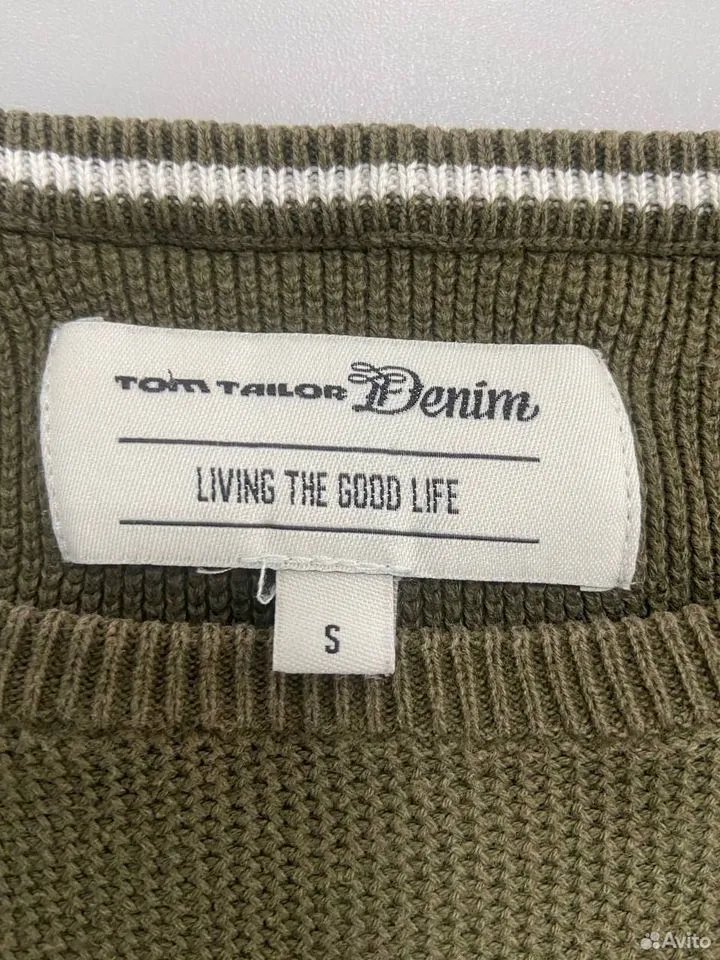 TOM TAILOR Denim
LIVING THE GOOD LIFE
S
Avito